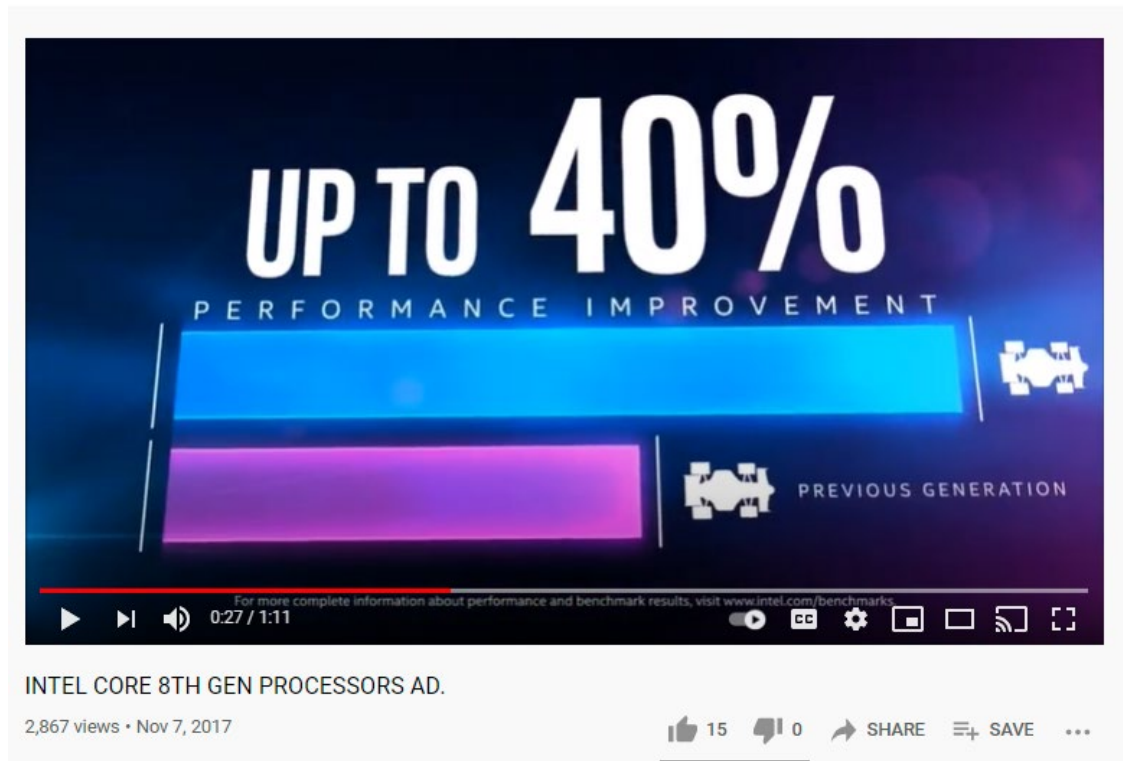 UP TO 40%
PERFORMANCE IMPROVEMENT
PREVIOUS GENERATION
For more complete information about performance and benchmark results, visit www.intel.com/benchmarks.
0:27 / 1:11
CC
INTEL CORE 8TH GEN PROCESSORS AD.
2,867 views • Nov 7, 2017
15
0
SHARE
SAVE